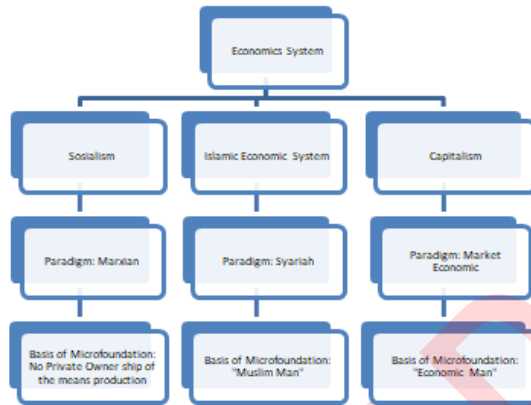 Economics System
Sosialism
Islamic Economic System
Capitalism
Paradigm: Marxian
Paradigm: Syariah
Paradigm: Market
Economic
Basis of Microfoundation:
No Private Owner ship of
the means production
Basis of Microfoundation:
"Muslim Man"
Basis of Microfoundation:
"Economic Man"